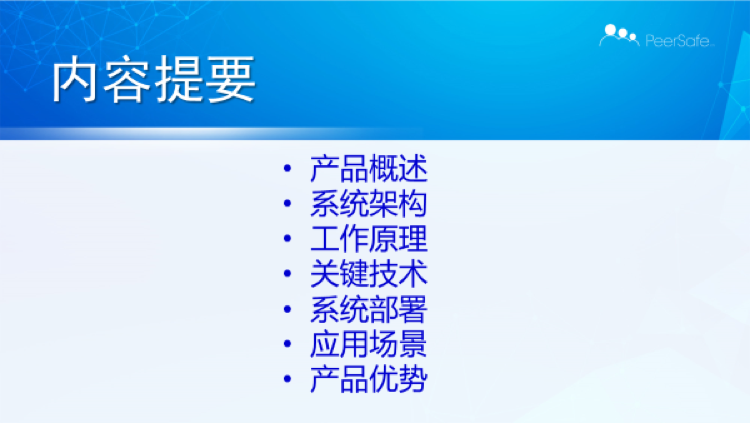 PeerSafe
内容提要
• 产品概述
• 系统架构
• 工作原理
• 关键技术
• 系统部署
• 应用场景
• 产品优势